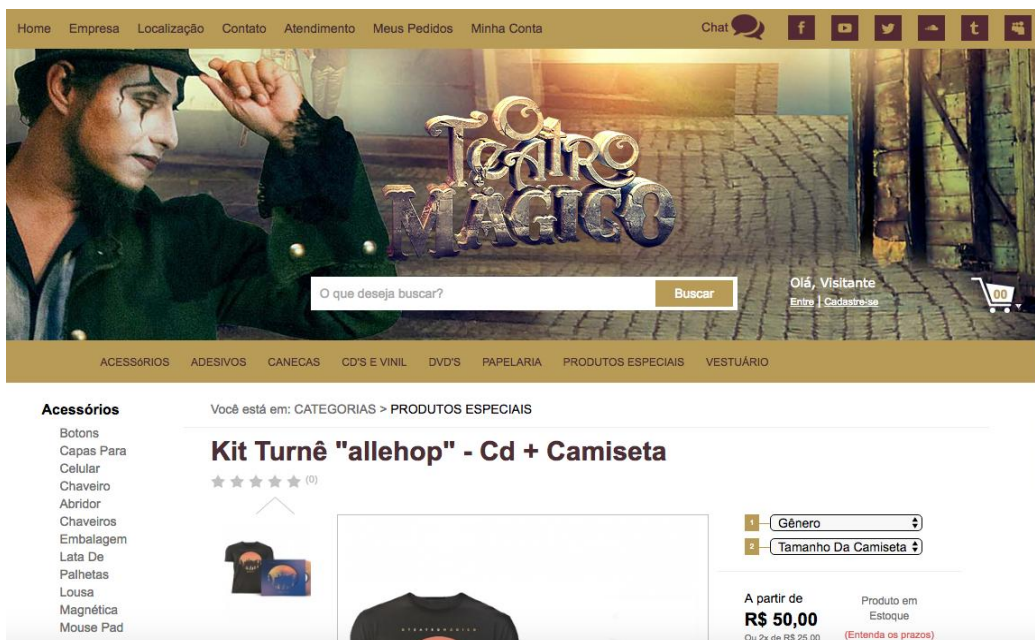 Home Empresa Localização Contato Atendimento Meus Pedidos Minha Conta Chat
O
TEATRO
MÁGICO
O que deseja buscar? Buscar
Olá, Visitante
Entre | Cadastre-se
00
ACESSóRIOS ADESIVOS CANECAS CD'S E VINIL DVD'S PAPELARIA PRODUTOS ESPECIAIS VESTUÁRIO
Acessórios
Você está em: CATEGORIAS > PRODUTOS ESPECIAIS
Botons
Capas Para
Celular
Chaveiro
Abridor
Chaveiros
Embalagem
Lata De
Palhetas
Lousa
Magnética
Mouse Pad
Kit Turnê "allehop" - Cd + Camiseta
(0)
1 Gênero
2 Tamanho Da Camiseta
A partir de
R$ 50,00
Ou 2x de R$ 25,00
Produto em
Estoque
(Entenda os prazos)